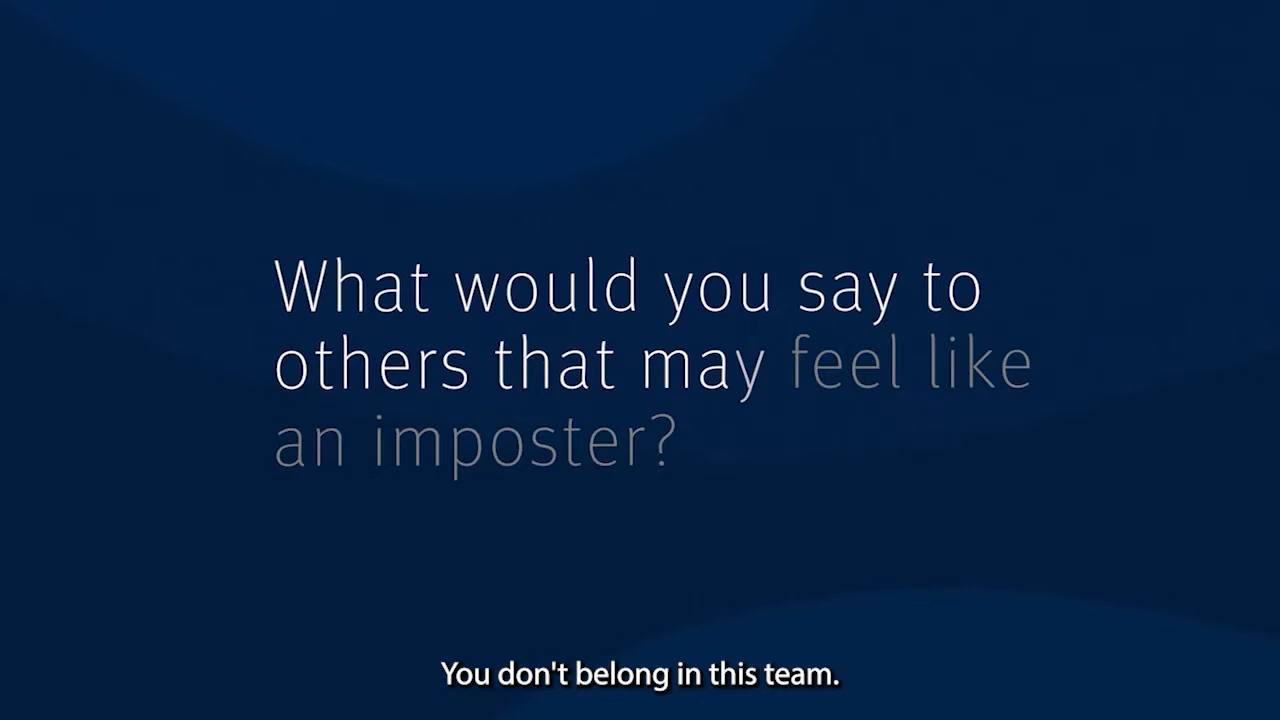 What would you say to
others that may feel like
an imposter?
You don't belong in this team.